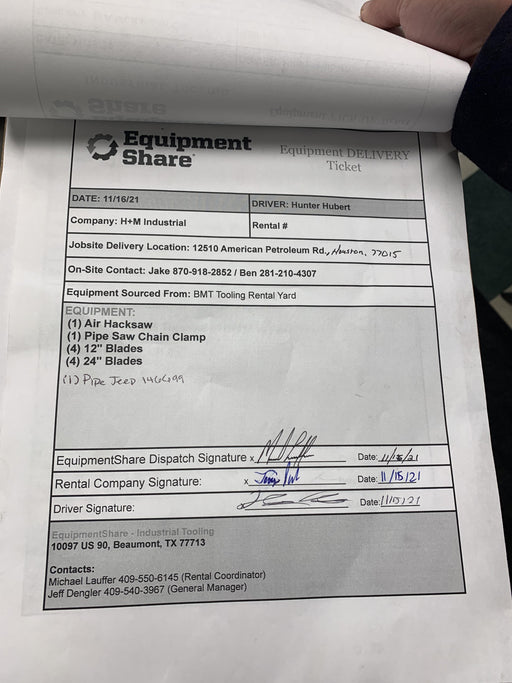 Equipment
Share
Equipment DELIVERY
Ticket
DATE: 11/16/21
DRIVER: Hunter Hubert
Company: H+M Industrial
Rental #
Jobsite Delivery Location: 12510 American Petroleum Rd., Houston, 77015
On-Site Contact: Jake 870-918-2852 / Ben 281-210-4307
Equipment Sourced From: BMT Tooling Rental Yard
EQUIPMENT:
(1) Air Hacksaw
(1) Pipe Saw Chain Clamp
(4) 12" Blades
(4) 24" Blades
(1) Pipe Jeep
EquipmentShare Dispatch Signature x Date: 11/15/21
Rental Company Signature: x Date: 11/15/21
Driver Signature: Date: 11/15/21
EquipmentShare - Industrial Tooling
10097 US 90, Beaumont, TX 77713
Contacts:
Michael Lauffer 409-550-6145 (Rental Coordinator)
Jeff Dengler 409-540-3967 (General Manager)